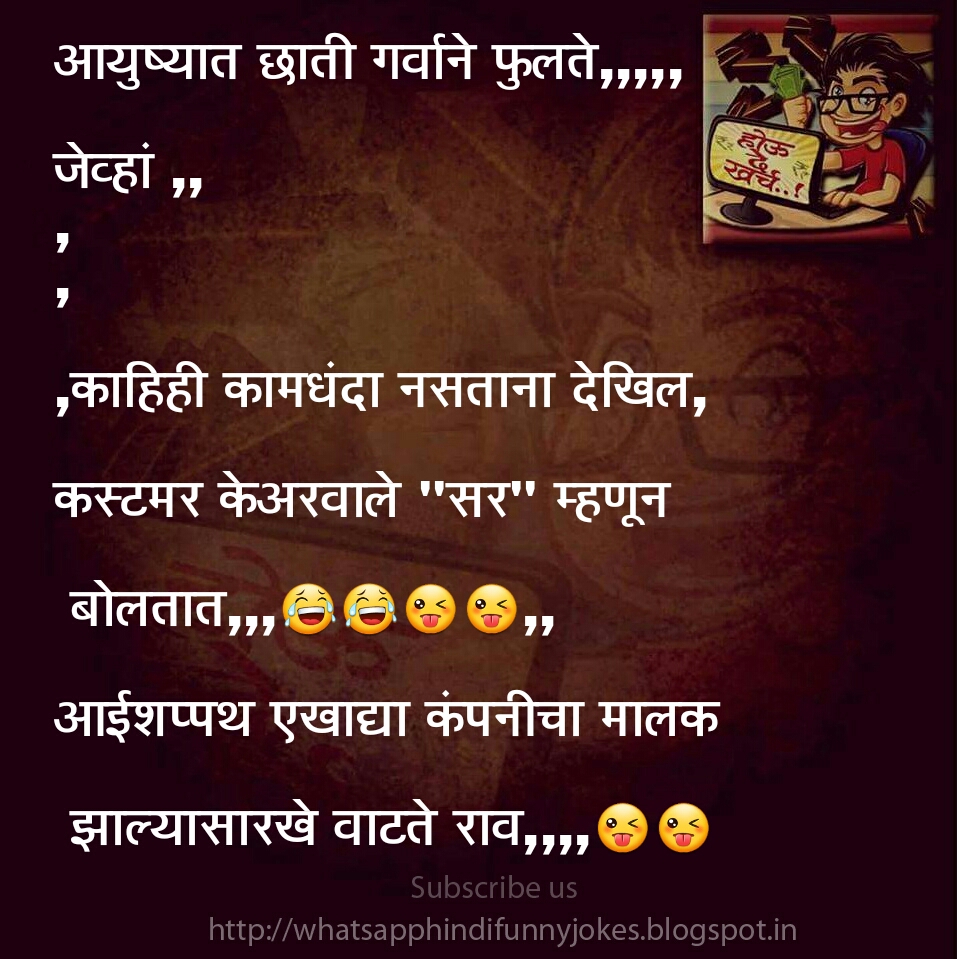 आयुष्यात छाती गर्वाने फुलते,,,,,
होऊ
दे
खर्च..!
जेव्हां ,,
,
,
,काहिही कामधंदा नसताना देखिल,
कस्टमर केअरवाले "सर" म्हणून
बोलतात,,,😂😂😜😜,,
आईशप्पथ एखाद्या कंपनीचा मालक
झाल्यासारखे वाटते राव,,,,😜😜
Subscribe us
http://whatsapphindifunnyjokes.blogspot.in